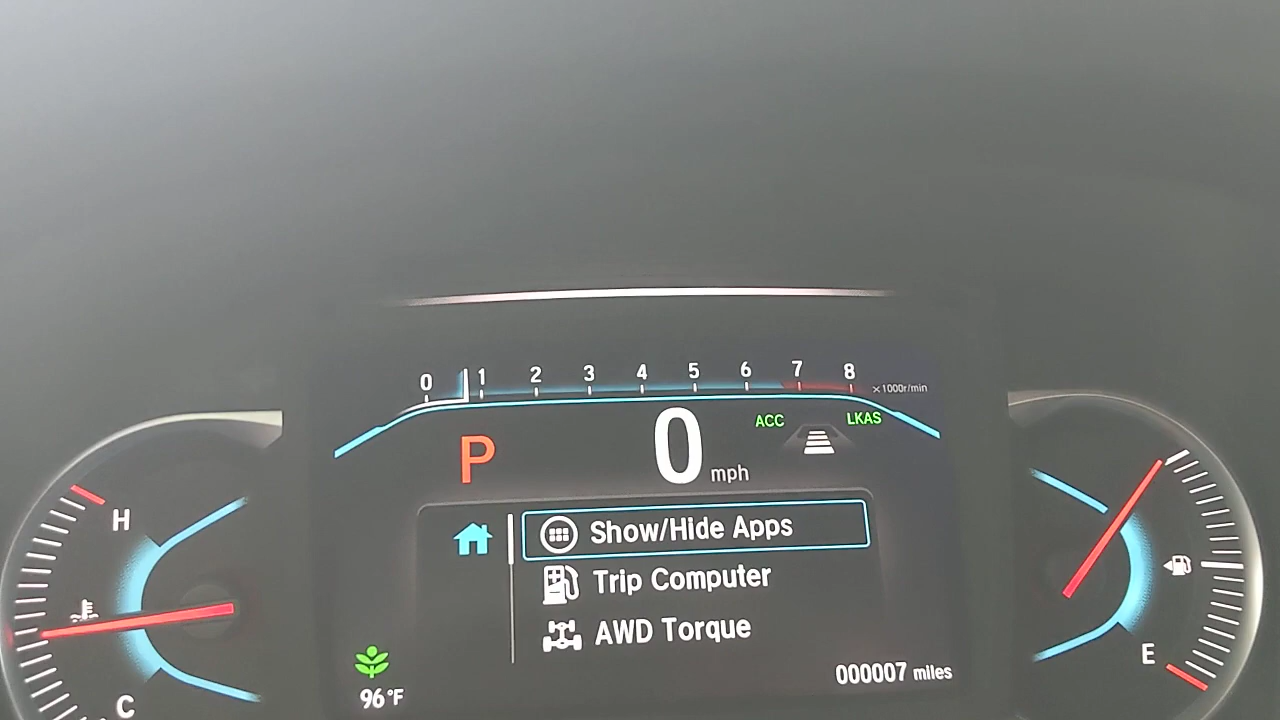 0 1 2 3 4 5 6 7 8 ×1000r/min
P 0 mph ACC LKAS
H
Show/Hide Apps
Trip Computer
AWD Torque
E
000007 miles
96°F
C